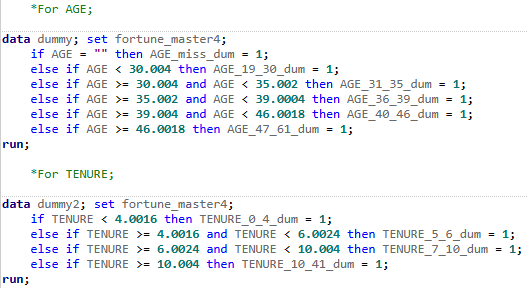 *For AGE;
data dummy; set fortune_master4;
if AGE = "" then AGE_miss_dum = 1;
else if AGE < 30.004 then AGE_19_30_dum = 1;
else if AGE >= 30.004 and AGE < 35.002 then AGE_31_35_dum = 1;
else if AGE >= 35.002 and AGE < 39.0004 then AGE_36_39_dum = 1;
else if AGE >= 39.004 and AGE < 46.0018 then AGE_40_46_dum = 1;
else if AGE >= 46.0018 then AGE_47_61_dum = 1;
run;
*For TENURE;
data dummy2; set fortune_master4;
if TENURE < 4.0016 then TENURE_0_4_dum = 1;
else if TENURE >= 4.0016 and TENURE < 6.0024 then TENURE_5_6_dum = 1;
else if TENURE >= 6.0024 and TENURE < 10.004 then TENURE_7_10_dum = 1;
else if TENURE >= 10.004 then TENURE_10_41_dum = 1;
run;